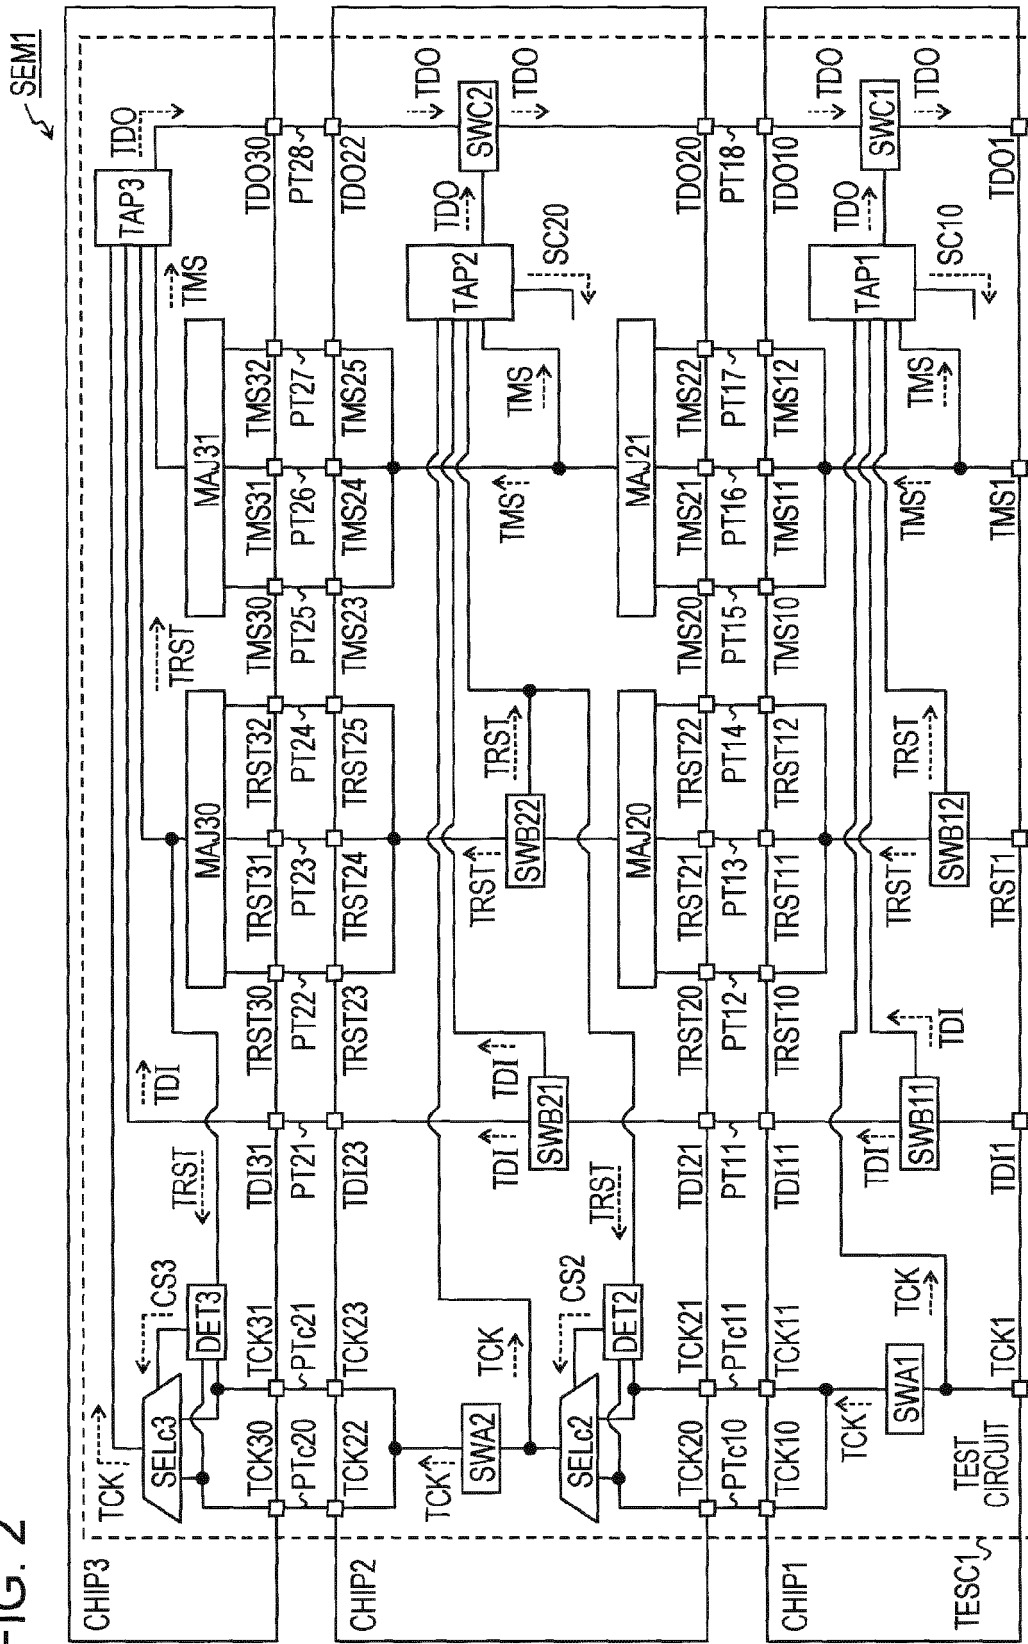 FIG. 2
SEM1
CHIP3
TCK
SELc3
CS3
DET3
TRST
TDI
TRST
MAJ30
MAJ31
TMS
TAP3
TDO
TCK30
TCK31
TDI31
TRST30
TRST31
TRST32
TMS30
TMS31
TMS32
TDO30
PTc20
PTc21
PT21
PT22
PT23
PT24
PT25
PT26
PT27
PT28
CHIP2
TCK22
TCK23
TDI23
TRST23
TRST24
TRST25
TMS23
TMS24
TMS25
TDO22
TCK
SWA2
TCK
SELc2
CS2
DET2
TRST
TDI
TDI
SWB21
TRST
SWB22
TRST
TMS
TMS
TAP2
SC20
TDO
TDO
SWC2
TDO
MAJ20
MAJ21
TCK20
TCK21
TDI21
TRST20
TRST21
TRST22
TMS20
TMS21
TMS22
TDO20
PTc10
PTc11
PT11
PT12
PT13
PT14
PT15
PT16
PT17
PT18
CHIP1
TCK10
TCK11
TDI11
TRST10
TRST11
TRST12
TMS10
TMS11
TMS12
TDO10
TCK
SWA1
TCK
TDI
SWB11
TDI
TRST
SWB12
TRST
TMS
TMS
TAP1
SC10
TDO
TDO
SWC1
TDO
TESC1
TEST
CIRCUIT
TCK1
TDI1
TRST1
TMS1
TDO1